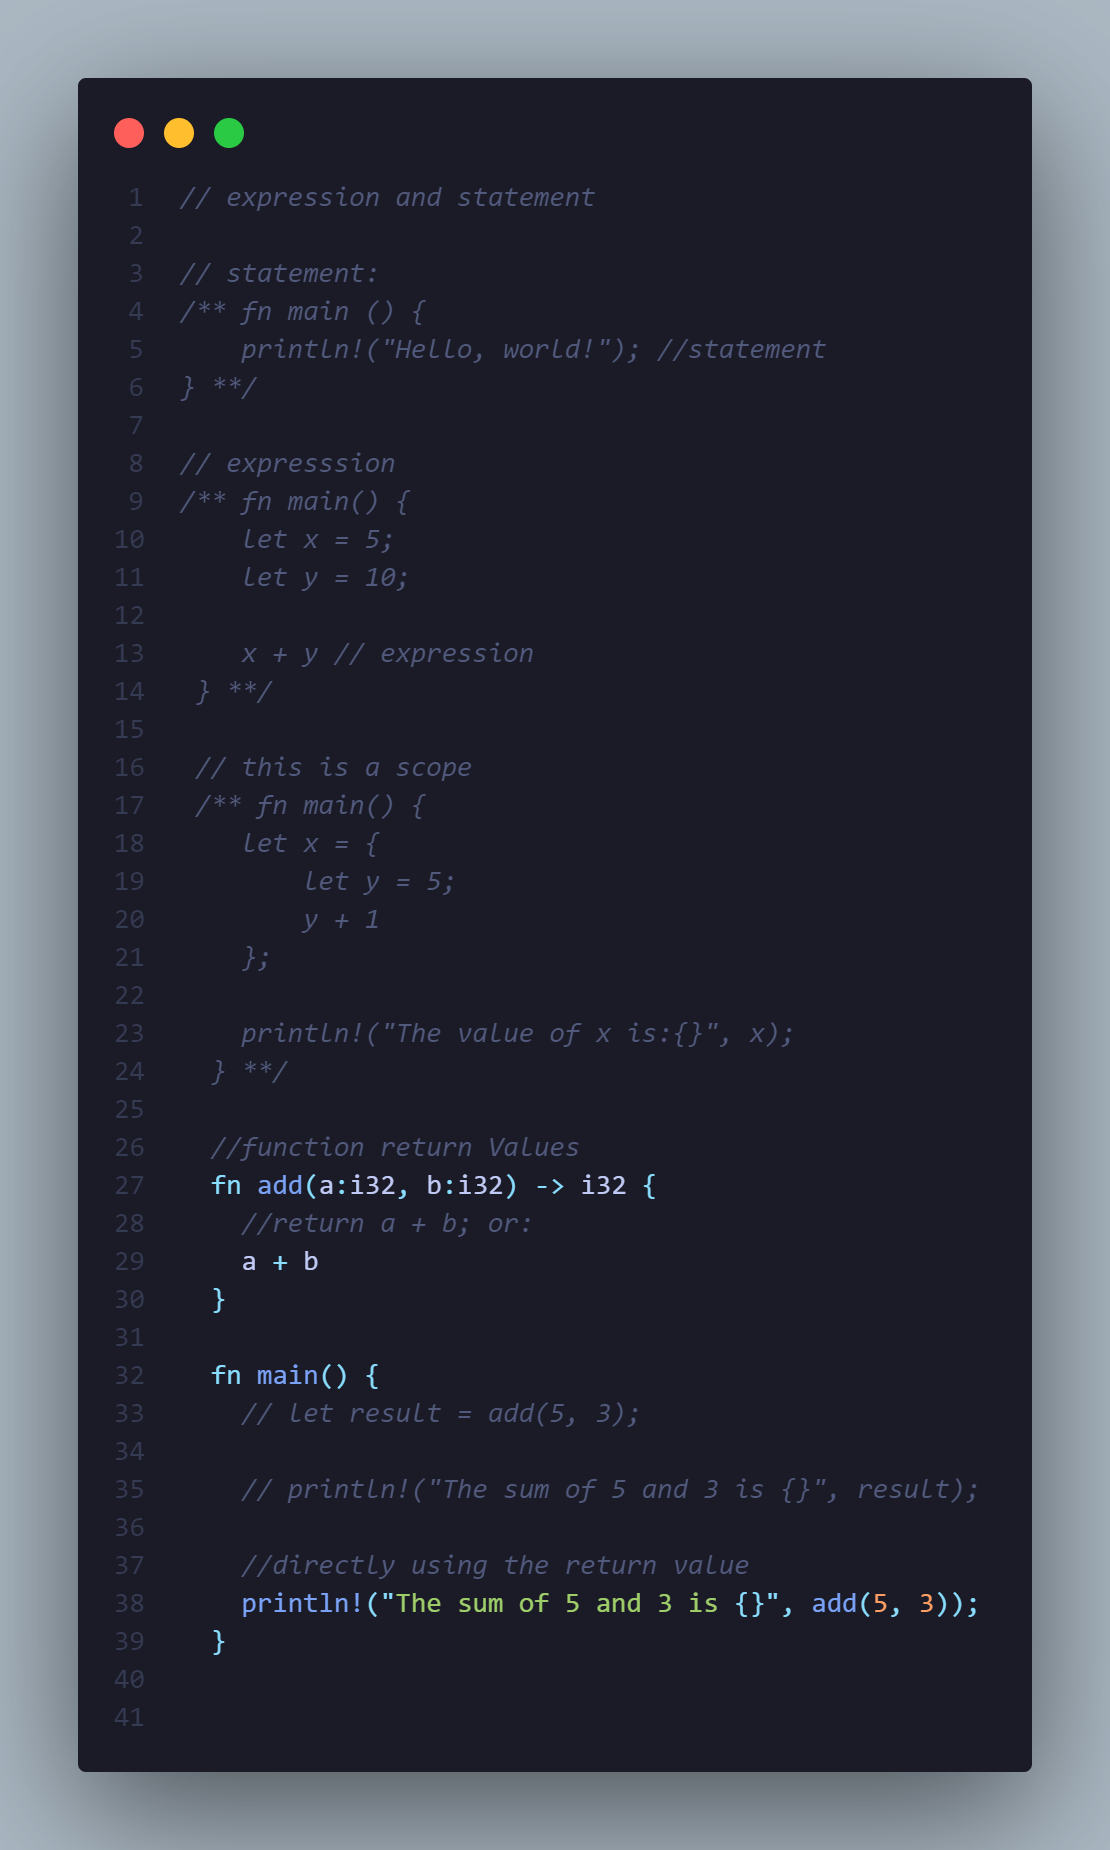 1 // expression and statement
2
3 // statement:
4 /** fn main () {
5     println!("Hello, world!"); //statement
6 } **/
7
8 // expresssion
9 /** fn main() {
10     let x = 5;
11     let y = 10;
12
13     x + y // expression
14  } **/
15
16  // this is a scope
17  /** fn main() {
18     let x = {
19         let y = 5;
20         y + 1
21     };
22
23     println!("The value of x is:{}", x);
24   } **/
25
26   //function return Values
27   fn add(a:i32, b:i32) -> i32 {
28     //return a + b; or:
29     a + b
30   }
31
32   fn main() {
33     // let result = add(5, 3);
34
35     // println!("The sum of 5 and 3 is {}", result);
36
37     //directly using the return value
38     println!("The sum of 5 and 3 is {}", add(5, 3));
39   }
40
41